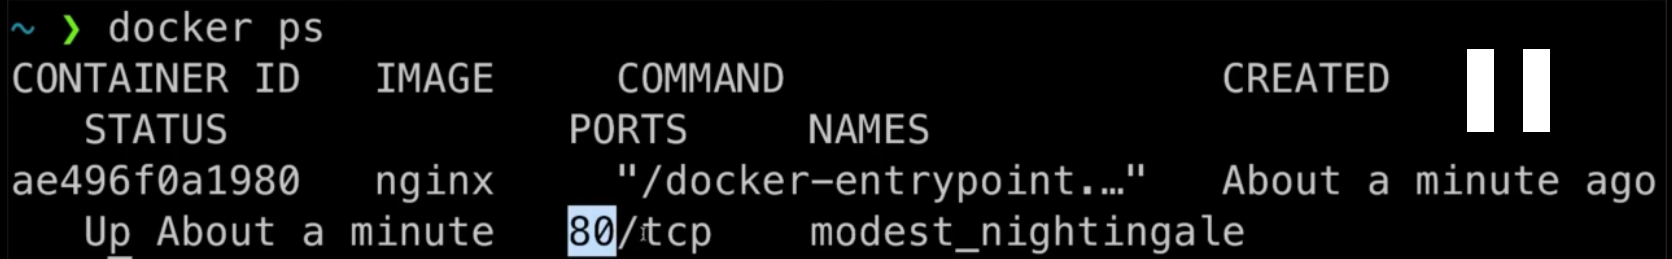 ~ ❯ docker ps
CONTAINER ID   IMAGE     COMMAND                  CREATED
   STATUS              PORTS     NAMES
ae496f0a1980   nginx     "/docker-entrypoint.…"   About a minute ago
   Up About a minute   80/tcp    modest_nightingale